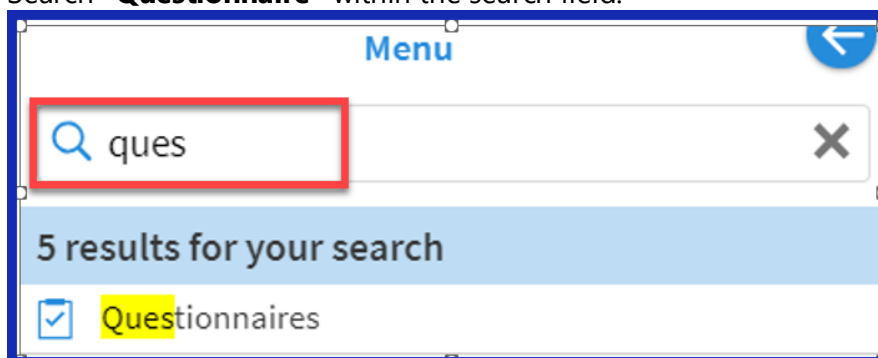 Search "Questionnaire" within the search field.
Menu
ques
5 results for your search
Questionnaires